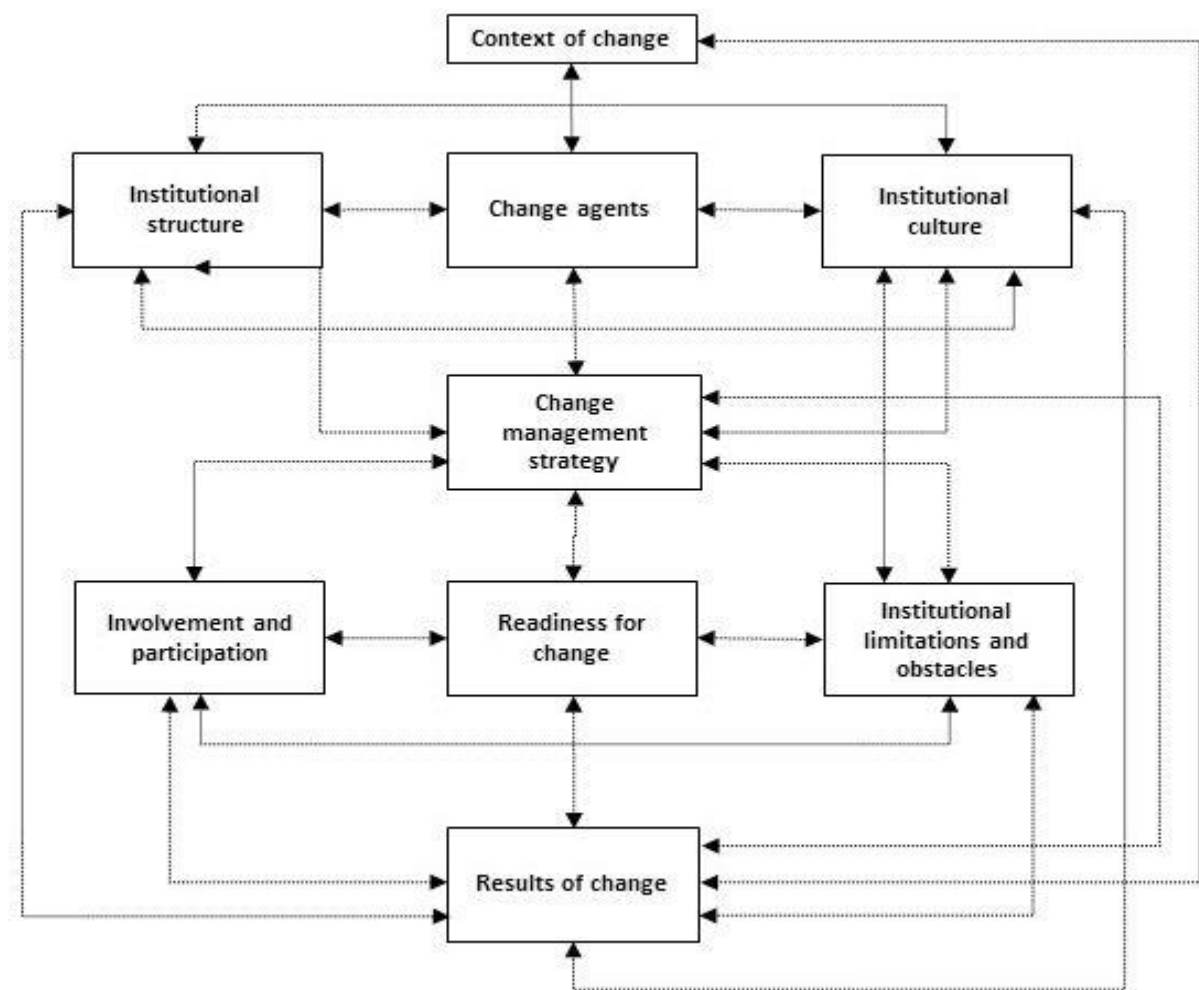 Context of change
Institutional
structure
Change agents
Institutional
culture
Change
management
strategy
Involvement and
participation
Readiness for
change
Institutional
limitations and
obstacles
Results of change